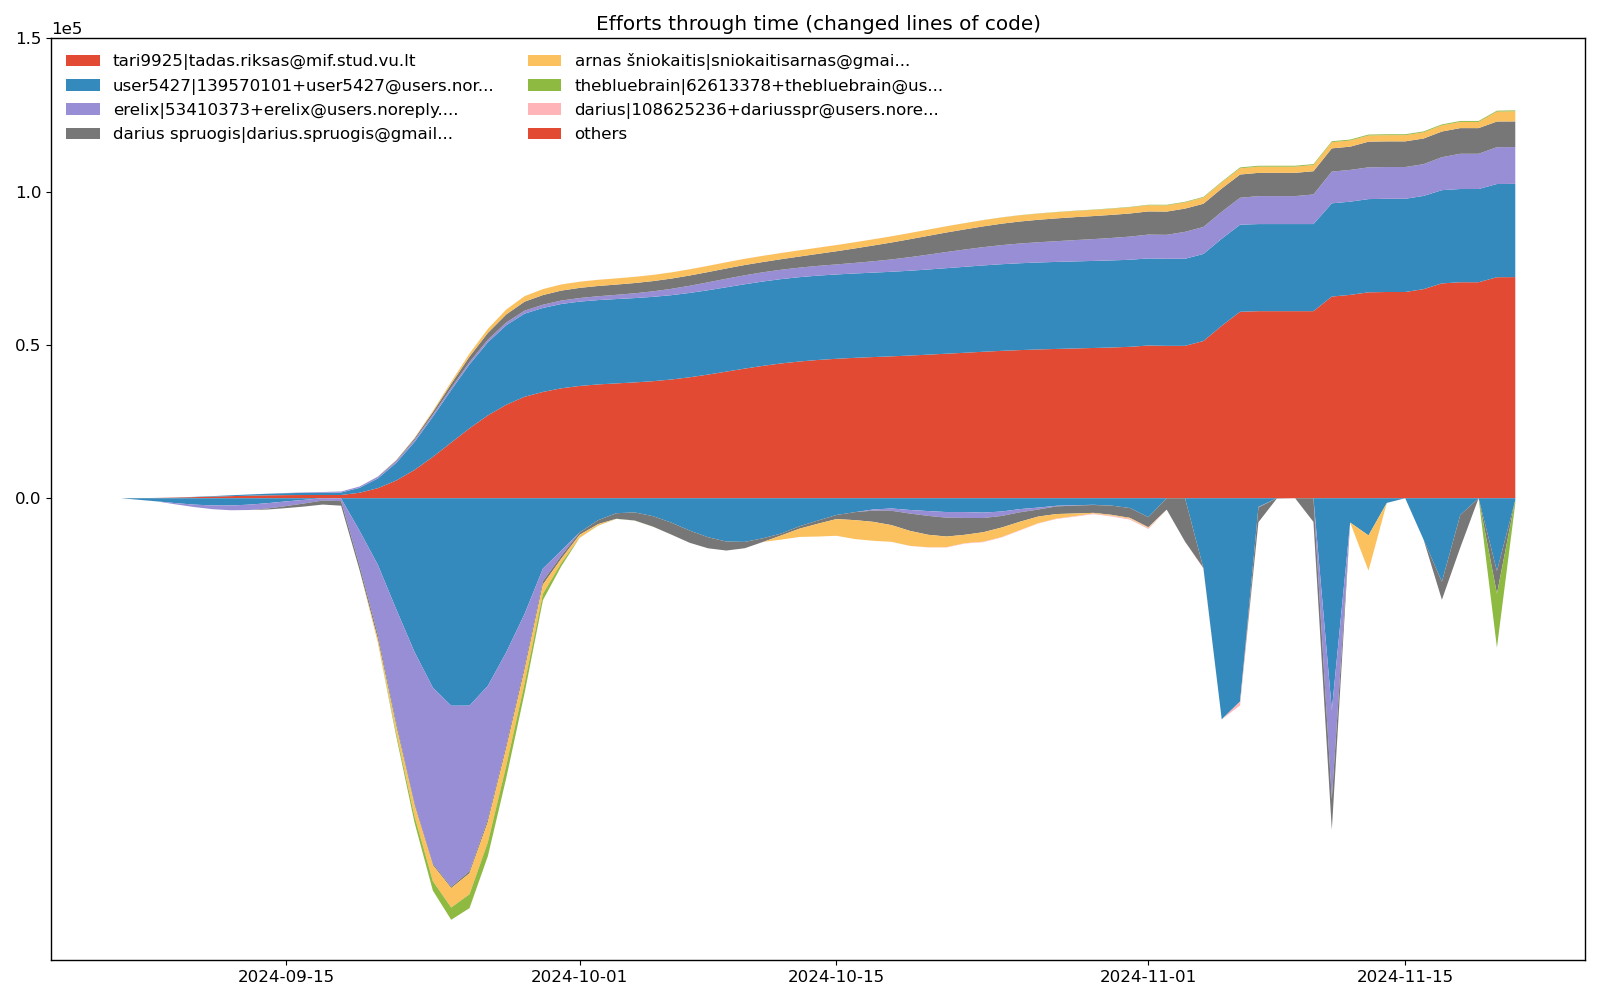 Efforts through time (changed lines of code)
1e5
1.5
1.0
0.5
0.0
tari9925|tadas.riksas@mif.stud.vu.lt
user5427|139570101+user5427@users.nor...
erelix|53410373+erelix@users.noreply....
darius spruogis|darius.spruogis@gmail...
arnas šniokaitis|sniokaitisarnas@gmai...
thebluebrain|62613378+thebluebrain@us...
darius|108625236+dariusspr@users.nore...
others
2024-09-15
2024-10-01
2024-10-15
2024-11-01
2024-11-15